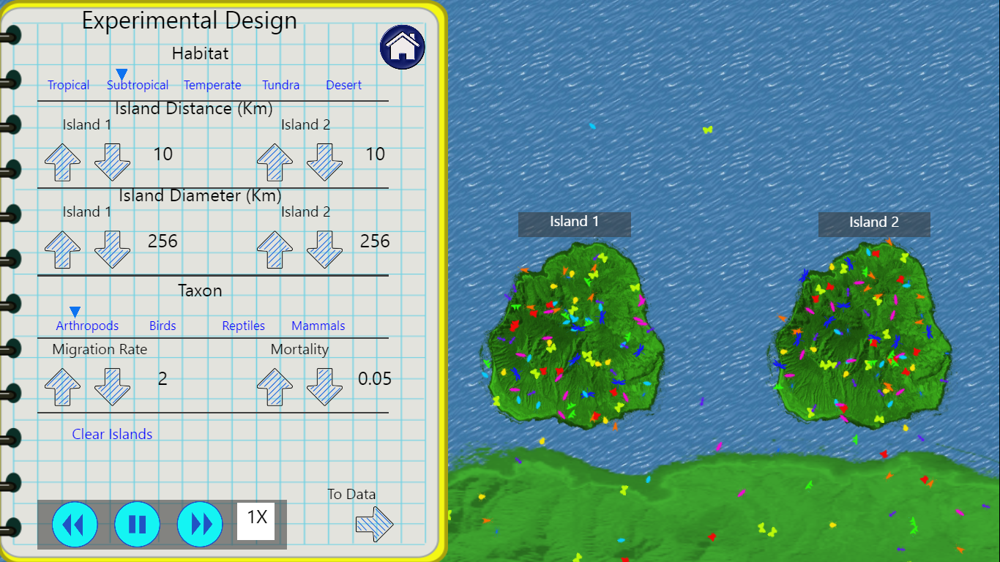 Experimental Design
Habitat
Tropical Subtropical Temperate Tundra Desert
Island Distance (Km)
Island 1 Island 2
10 10
Island Diameter (Km)
Island 1 Island 2
256 256
Taxon
Arthropods Birds Reptiles Mammals
Migration Rate Mortality
2 0.05
Clear Islands
To Data
1X
Island 1 Island 2